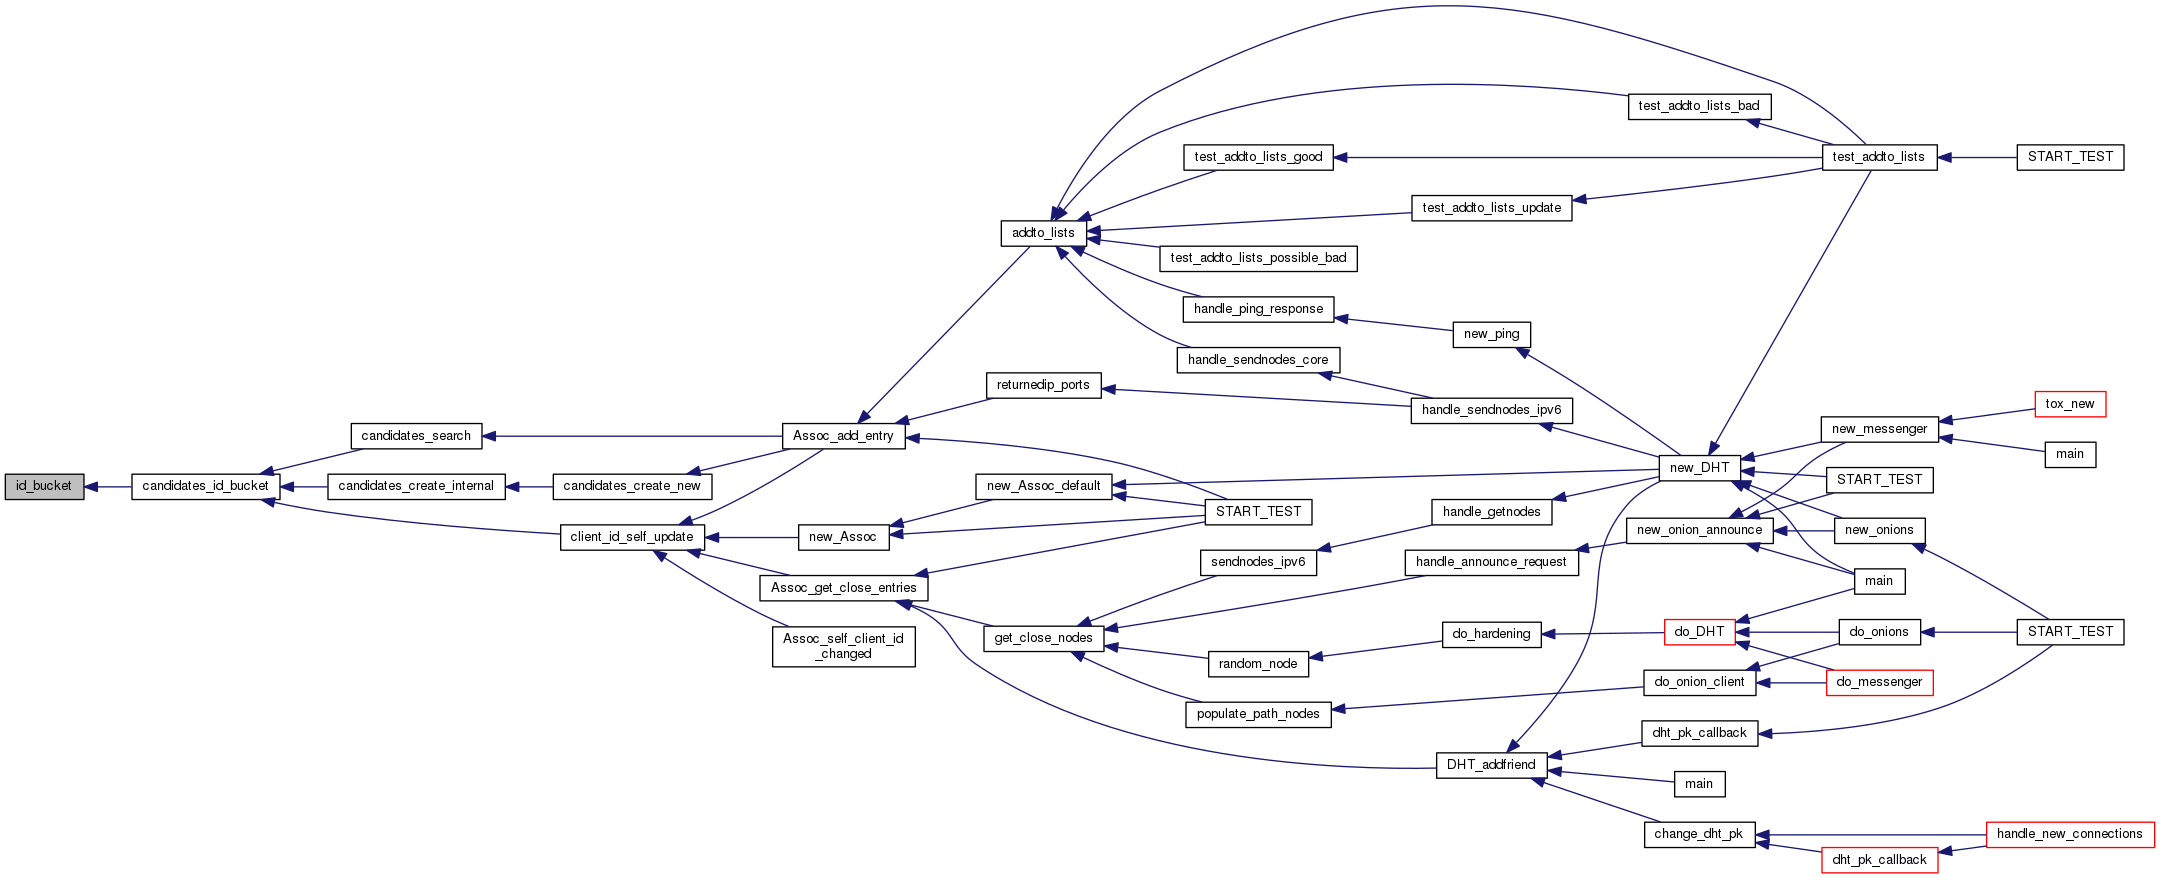 id_bucket
candidates_id_bucket
candidates_search
candidates_create_internal
client_id_self_update
candidates_create_new
Assoc_add_entry
new_Assoc
Assoc_get_close_entries
Assoc_self_client_id
_changed
addto_lists
returnedip_ports
new_Assoc_default
get_close_nodes
test_addto_lists_good
test_addto_lists_possible_bad
handle_ping_response
handle_sendnodes_core
START_TEST
sendnodes_ipv6
random_node
populate_path_nodes
test_addto_lists_update
new_ping
handle_sendnodes_ipv6
handle_getnodes
handle_announce_request
do_hardening
DHT_addfriend
test_addto_lists_bad
new_DHT
new_onion_announce
do_DHT
do_onion_client
dht_pk_callback
main
change_dht_pk
test_addto_lists
new_messenger
START_TEST
new_onions
main
do_onions
do_messenger
dht_pk_callback
START_TEST
tox_new
main
START_TEST
handle_new_connections